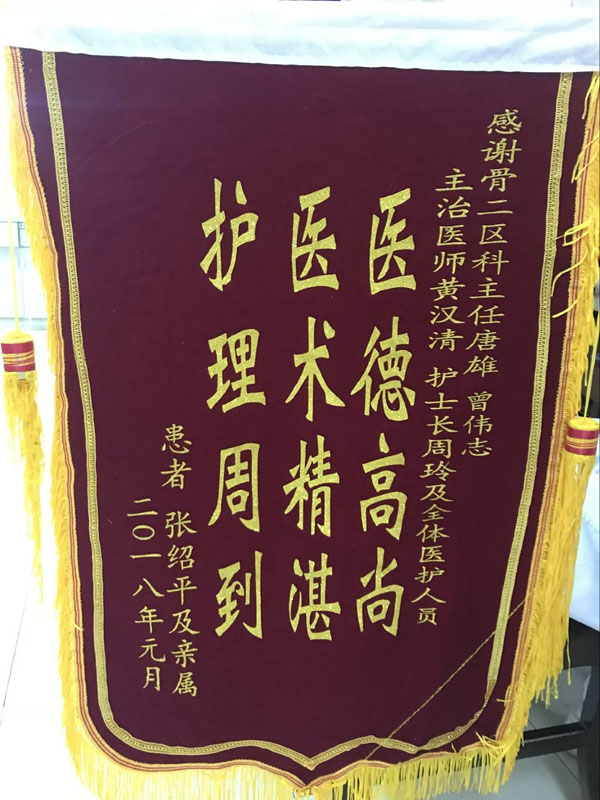 感谢骨二区科主任唐雄 曾伟志
主治医师黄汉清 护士长周玲及全体医护人员
医德高尚
医术精湛
护理周到
患者 张绍平及亲属
二〇一八年元月